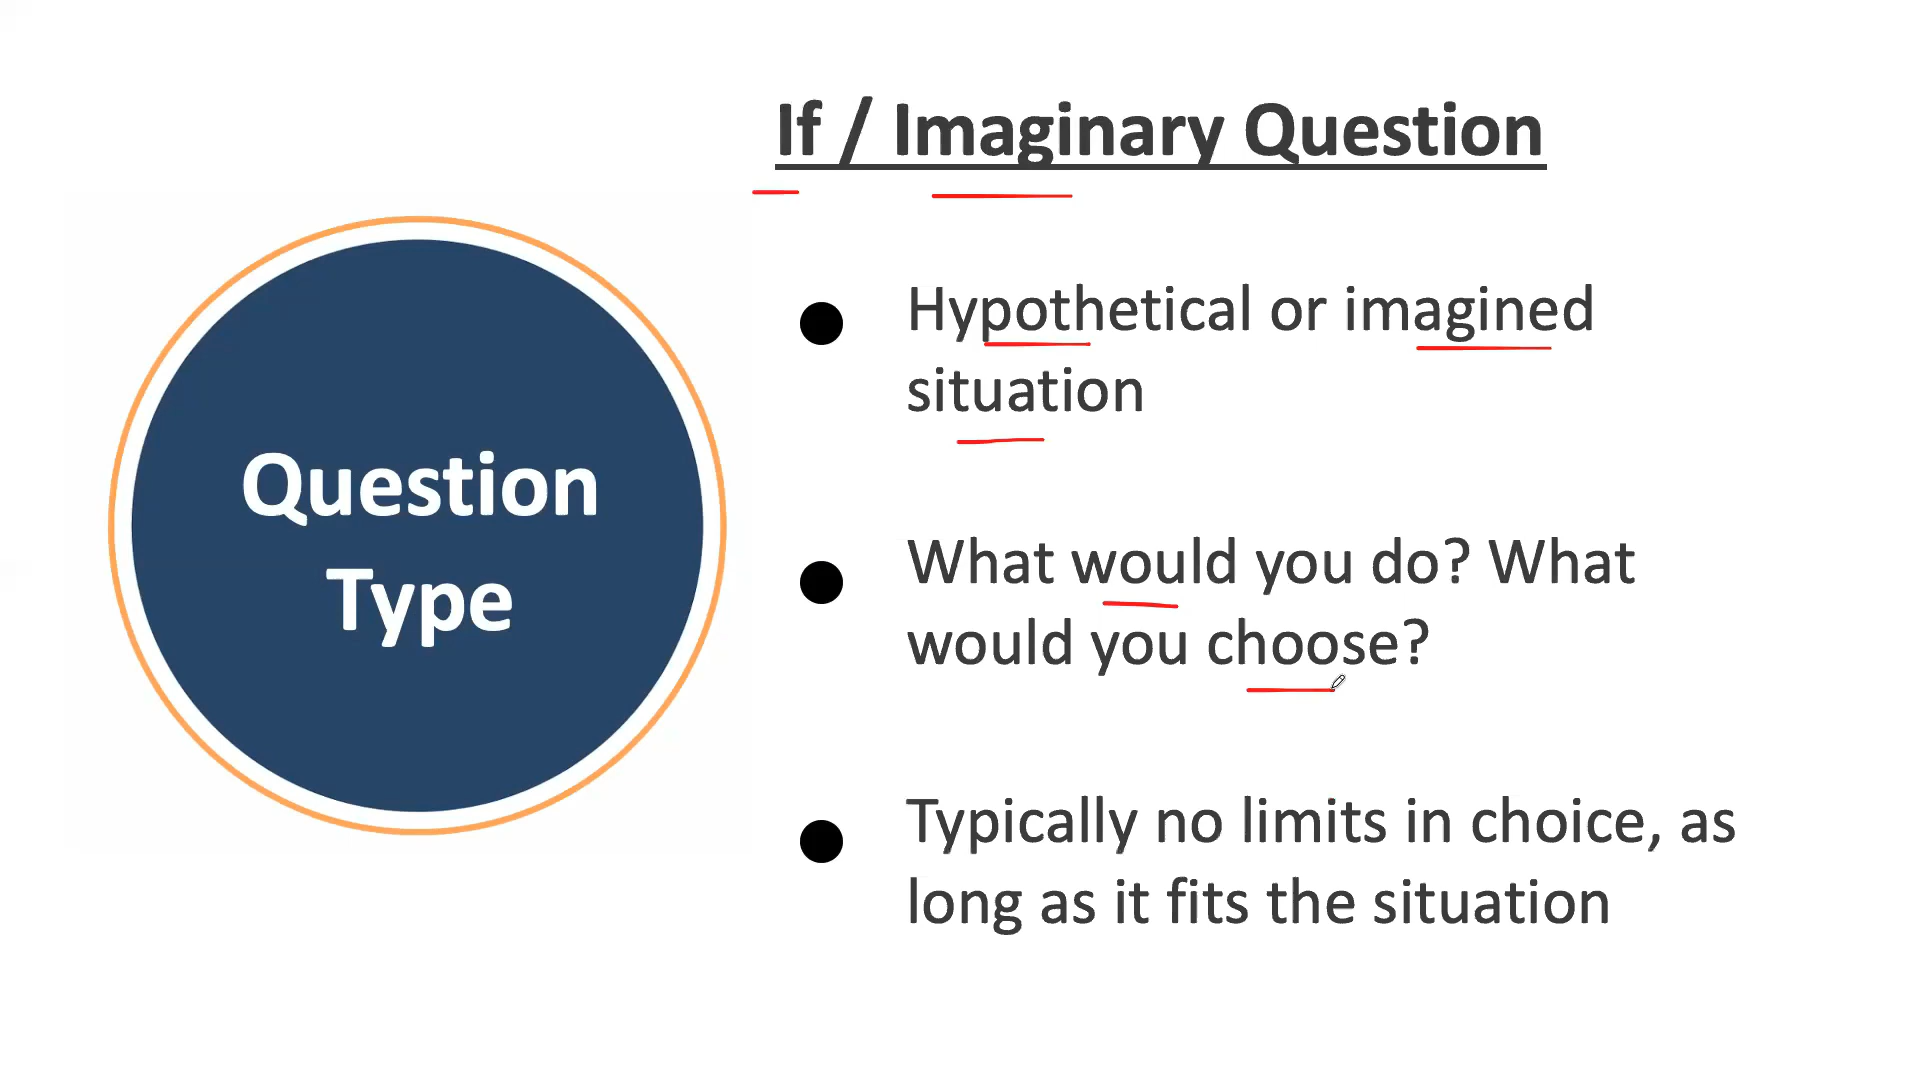 If / Imaginary Question
Question
Type
Hypothetical or imagined
situation
What would you do? What
would you choose?
Typically no limits in choice, as
long as it fits the situation